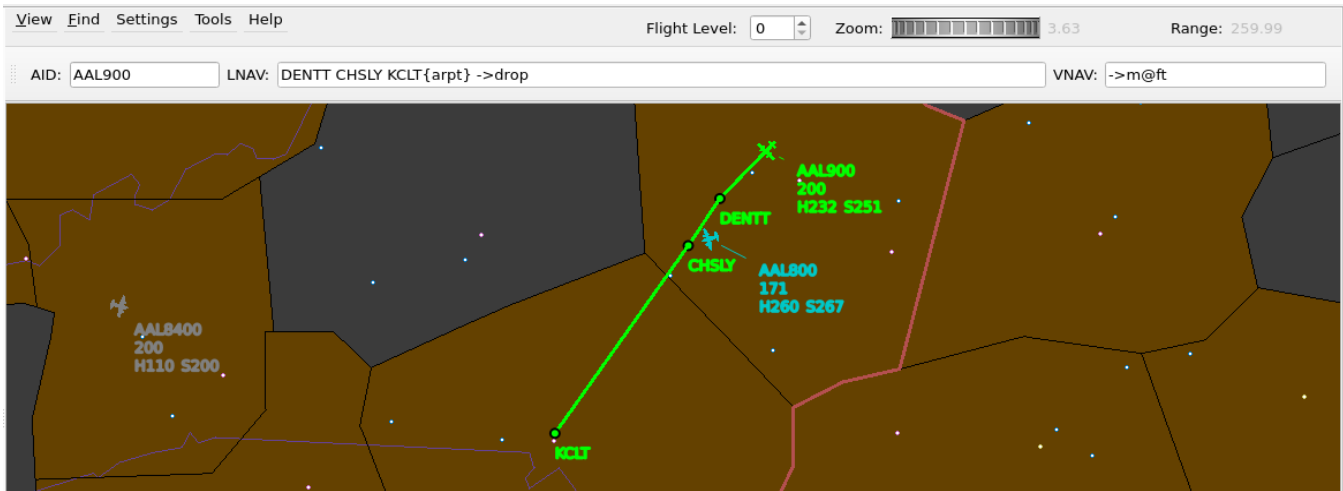 View Find Settings Tools Help
Flight Level: 0 Zoom: 3.63 Range: 259.99
AID: AAL900 LNAV: DENTT CHSLY KCLT{arpt} ->drop VNAV: ->m@ft
AAL900
200
H232 S251
DENTT
CHSLY
AAL800
171
H260 S267
AAL8400
200
H110 S200
KCLT